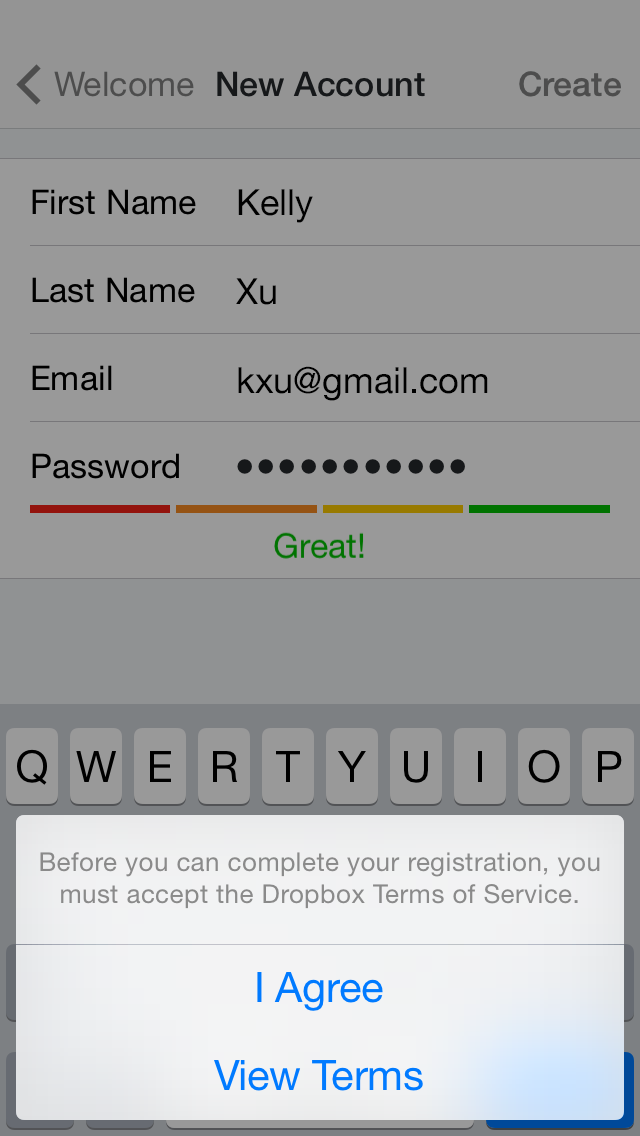 Welcome New Account Create
First Name Kelly
Last Name Xu
Email kxu@gmail.com
Password ●●●●●●●●●●●
Great!
Q W E R T Y U I O P
Before you can complete your registration, you
must accept the Dropbox Terms of Service.
I Agree
View Terms